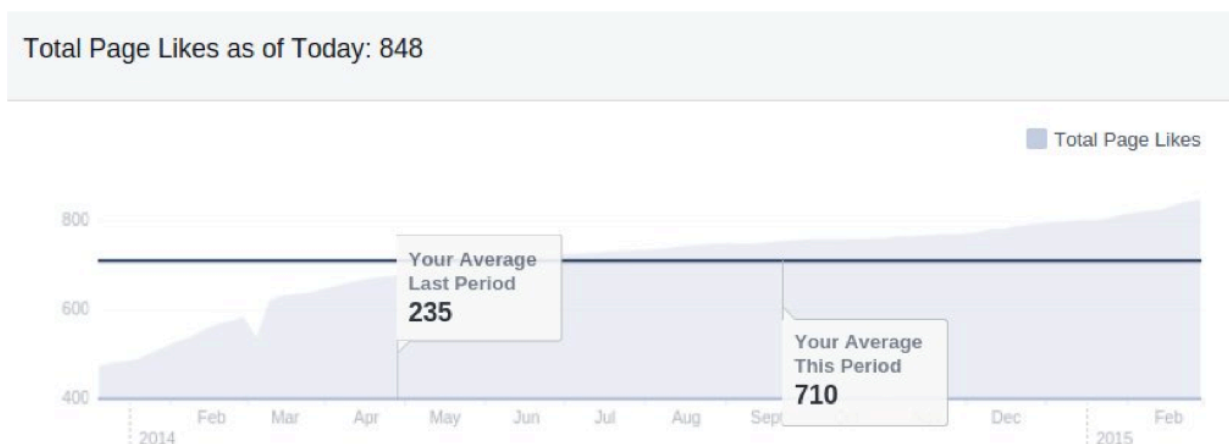 Total Page Likes as of Today: 848
Total Page Likes
800
600
400
Your Average
Last Period
235
Your Average
This Period
710
Feb Mar Apr May Jun Jul Aug Dec Feb
2014 2015